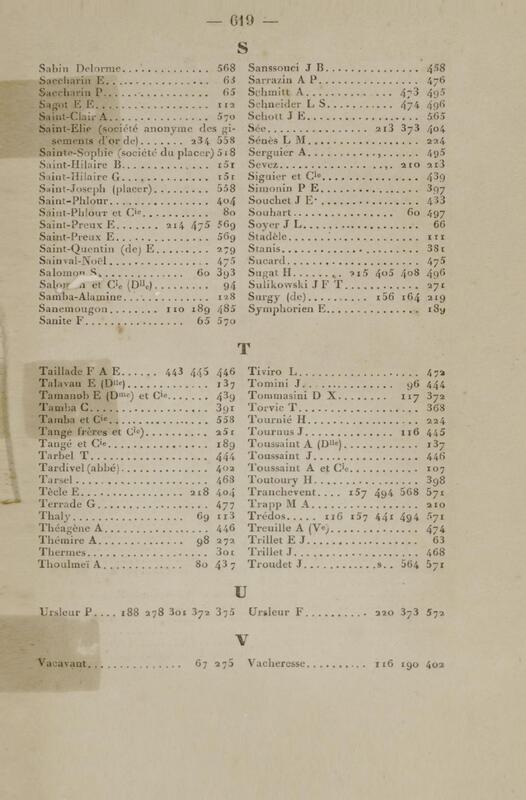 — 619 —
S
Sabin Delorme............ 568
Saccharin E............ 63
Saccharin P............ 65
Sagot E E............ 112
Saint-Clair A............ 570
Saint-Elie (société anonyme des gi-
sements d'or de)....... 234 558
Sainte-Sophie (société du placer) 518
Saint-Hilaire B............ 151
Saint-Hilaire G............ 151
Saint-Joseph (placer)............ 558
Saint-Phlour............ 404
Saint-Phlour et Cie............ 80
Saint-Preux E....... 214 475 569
Saint-Preux E............ 569
Saint-Quentin (de) E....... 279
Sainval-Noël............ 475
Salomon S............ 60 393
et Cie (Dlle)............ 94
Samba-Alamine............ 128
Sanemougon....... 110 189 485
Sanite F............ 65 570
Sanssouci J B............ 458
Sarrazin A P............ 476
Schmitt A............ 473 495
Schneider L S............ 474 496
Schott J E............ 565
Sée............ 213 373 404
Sénès L M............ 224
Serguier A............ 495
Sevez............ 210 213
Siguier et Cie............ 439
Simonin P E............ 397
Souchet J E............ 433
Souhart............ 60 497
Soyer J L............ 66
Stadèle............ 111
Stanis............ 381
Sucard............ 475
Sugat H....... 215 405 408 496
Sulikowski J F T............ 271
Surgy (de)....... 156 164 219
Symphorien E............ 189
T
Taillade F A E...... 443 445 446
Talavau E (Dlle)............ 137
Tamanob E (Dme) et Cie....... 439
Tamba C............ 391
Tamba et Cie............ 558
Tange frères et Cie)............ 251
Tangé et Cie............ 189
Tarbel T............ 444
Tardivel (abbé)............ 402
Tarsel............ 468
Tècle E............ 218 404
Terrade G............ 477
Thaly............ 69 113
Théagène A............ 446
Thémire A............ 98 272
Thermes............ 301
Thoulmeï A............ 80 437
Tiviro L............ 472
Tomini J............ 96 444
Tommasini D X....... 117 372
Torvic T............ 368
Tournié H............ 224
Tournus J............ 116 445
Toussaint A (Dlle)............ 137
Toussaint J............ 446
Toussaint A et Cie............ 107
Toutoury H............ 398
Tranchevent.... 157 494 568 571
Trapp M A............ 210
Trédos..... 116 157 441 494 571
Treuille A (Ve)............ 474
Trillet E J............ 63
Trillet J............ 468
Troudet J............s.. 564 571
U
Ursleur P.... 188 278 301 372 375
Ursleur F.......... 220 373 572
V
Vacavant............ 67 275
Vacheresse.......... 116 190 402